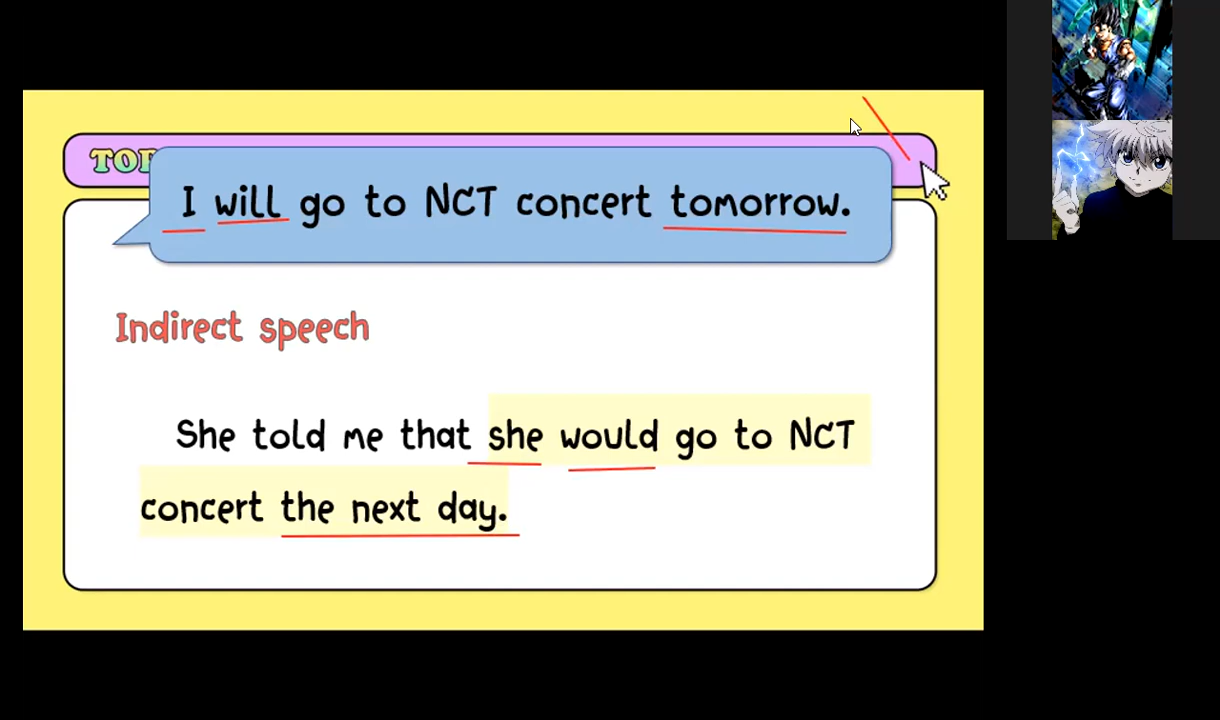 I will go to NCT concert tomorrow.
Indirect speech
She told me that she would go to NCT
concert the next day.